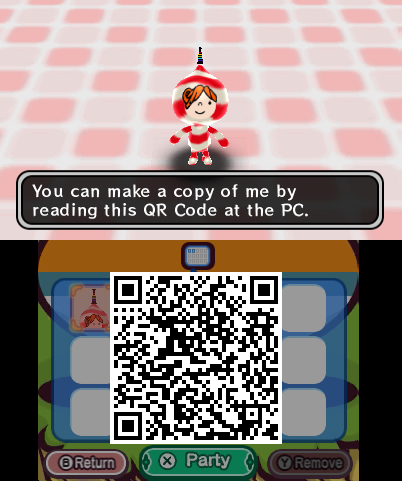 You can make a copy of me by
reading this QR Code at the PC.
B Return
X Party
Y Remove